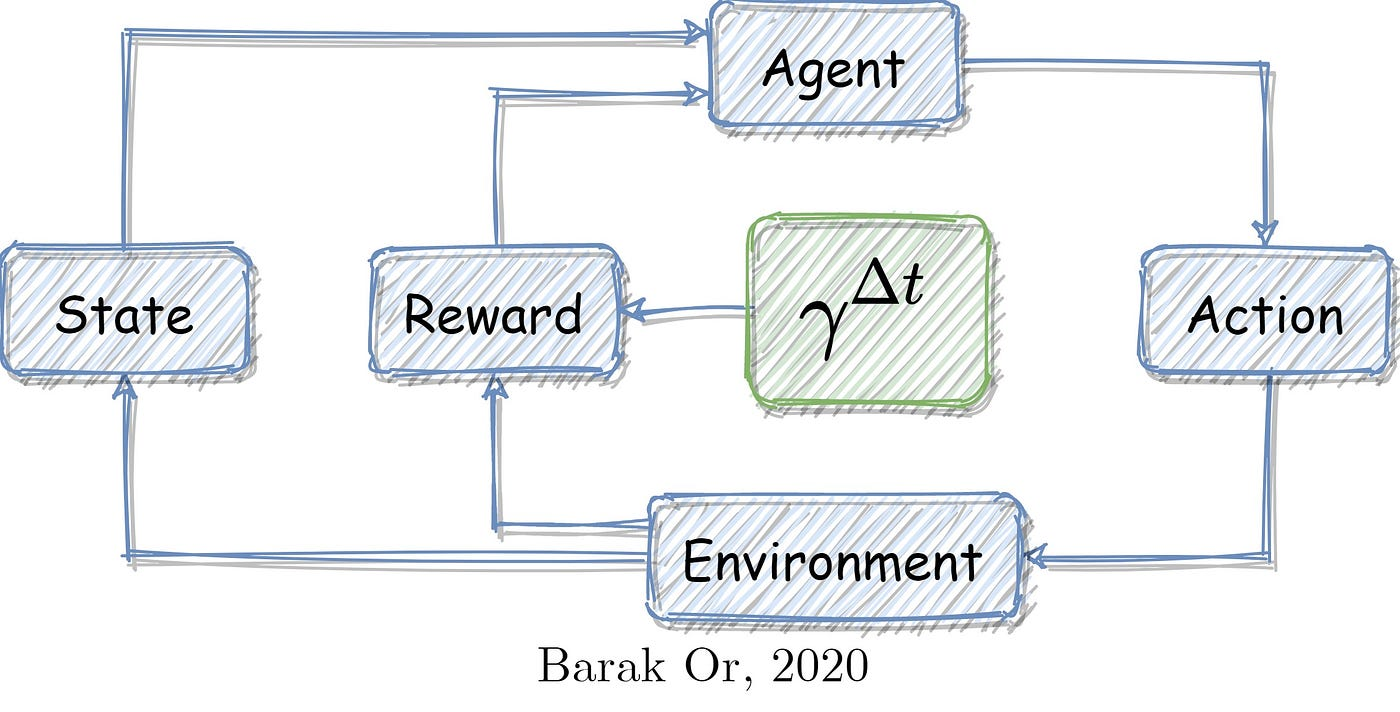 Agent
State
Reward
γ^Δt
Action
Environment
Barak Or, 2020